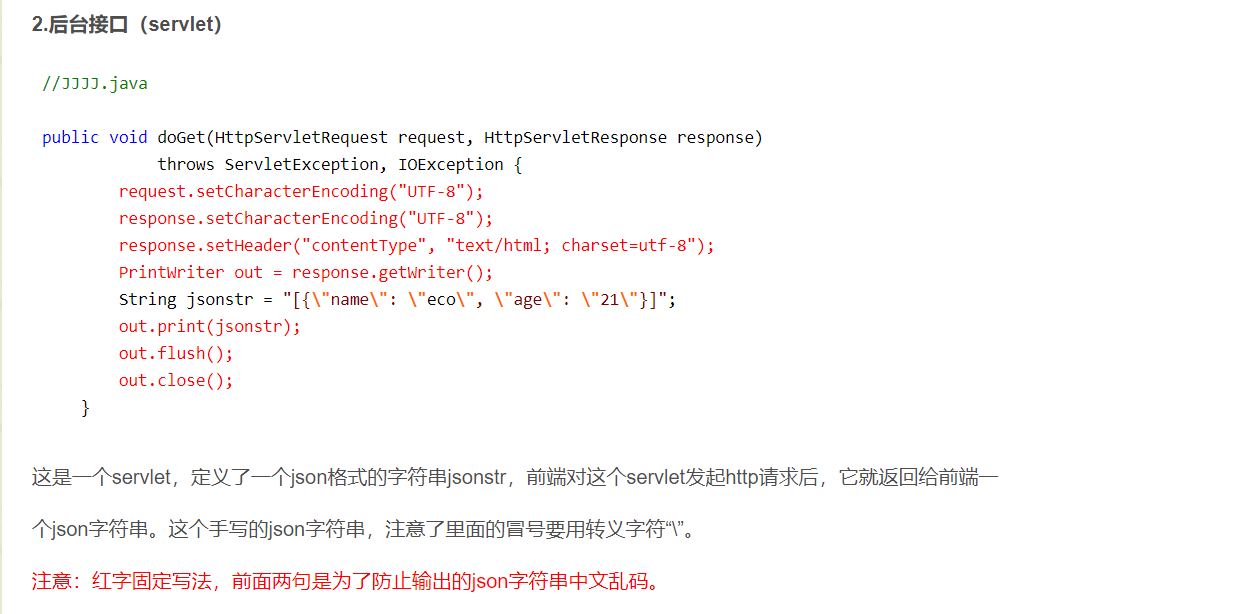 2.后台接口（servlet）
//JJJJ.java
public void doGet(HttpServletRequest request, HttpServletResponse response)
throws ServletException, IOException {
request.setCharacterEncoding("UTF-8");
response.setCharacterEncoding("UTF-8");
response.setHeader("contentType", "text/html; charset=utf-8");
PrintWriter out = response.getWriter();
String jsonstr = "[{\"name\": \"eco\", \"age\": \"21\"}]";
out.print(jsonstr);
out.flush();
out.close();
}
这是一个servlet，定义了一个json格式的字符串jsonstr，前端对这个servlet发起http请求后，它就返回给前端一
个json字符串。这个手写的json字符串，注意了里面的冒号要用转义字符“\”。
注意：红字固定写法，前面两句是为了防止输出的json字符串中文乱码。